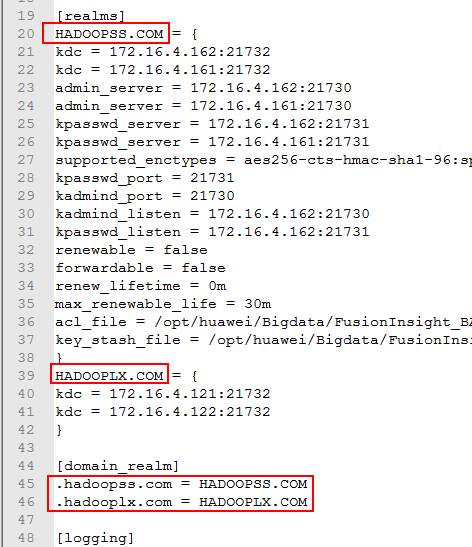 19 [realms]
20 HADOOPSS.COM = {
21 kdc = 172.16.4.162:21732
22 kdc = 172.16.4.161:21732
23 admin_server = 172.16.4.162:21730
24 admin_server = 172.16.4.161:21730
25 kpasswd_server = 172.16.4.162:21731
26 kpasswd_server = 172.16.4.161:21731
27 supported_enctypes = aes256-cts-hmac-sha1-96:sp
28 kpasswd_port = 21731
29 kadmind_port = 21730
30 kadmind_listen = 172.16.4.162:21730
31 kpasswd_listen = 172.16.4.162:21731
32 renewable = false
33 forwardable = false
34 renew_lifetime = 0m
35 max_renewable_life = 30m
36 acl_file = /opt/huawei/Bigdata/FusionInsight_BA
37 key_stash_file = /opt/huawei/Bigdata/FusionInsi
38 }
39 HADOOPLX.COM = {
40 kdc = 172.16.4.121:21732
41 kdc = 172.16.4.122:21732
42 }
43
44 [domain_realm]
45 .hadoopss.com = HADOOPSS.COM
46 .hadooplx.com = HADOOPLX.COM
47
48 [logging]